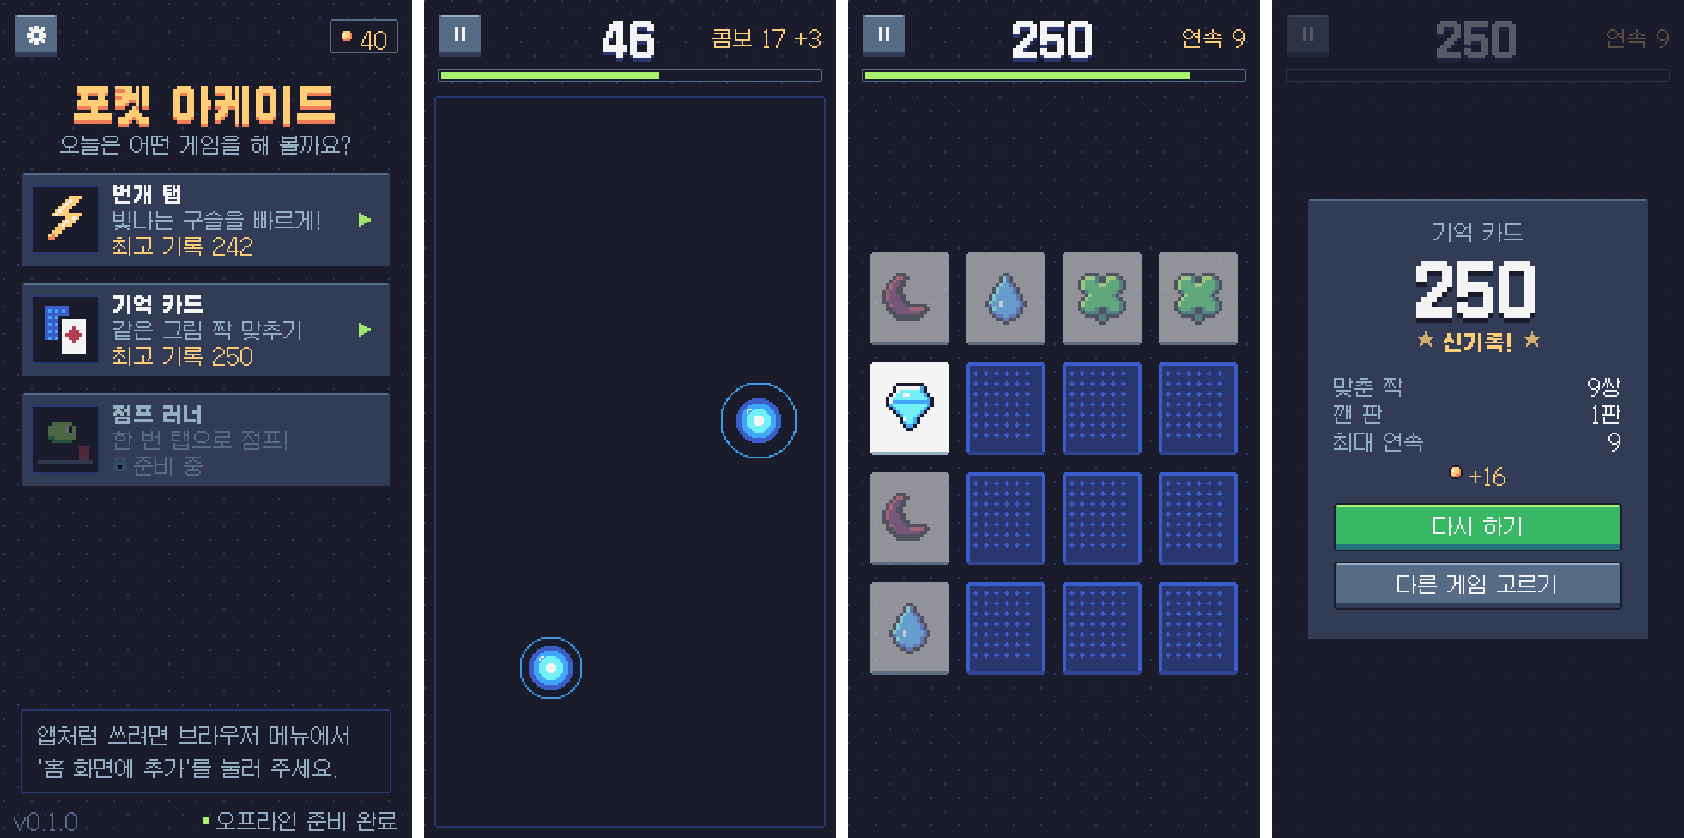 40
포켓 아케이드
오늘은 어떤 게임을 해 볼까요?
번개 탭
빛나는 구슬을 빠르게!
최고 기록 242
기억 카드
같은 그림 짝 맞추기
최고 기록 250
점프 러너
한 번 탭으로 점프!
준비 중
앱처럼 쓰려면 브라우저 메뉴에서
'홈 화면에 추가'를 눌러 주세요.
v0.1.0
오프라인 준비 완료
46
콤보 17 +3
250
연속 9
250
연속 9
기억 카드
250
신기록!
맞춘 짝 9쌍
깬 판 1판
최대 연속 9
+16
다시 하기
다른 게임 고르기